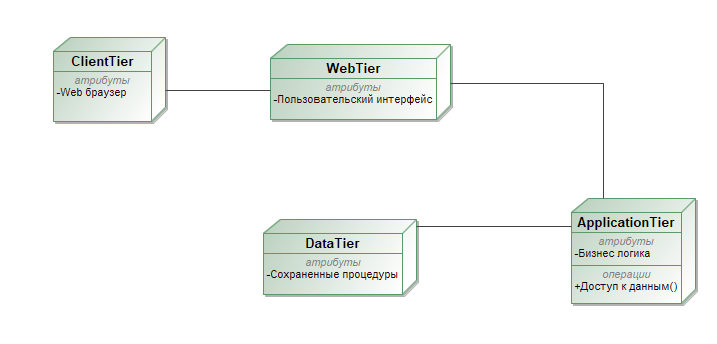 ClientTier
атрибуты
-Web браузер
WebTier
атрибуты
-Пользовательский интерфейс
DataTier
атрибуты
-Сохраненные процедуры
ApplicationTier
атрибуты
-Бизнес логика
операции
+Доступ к данным()